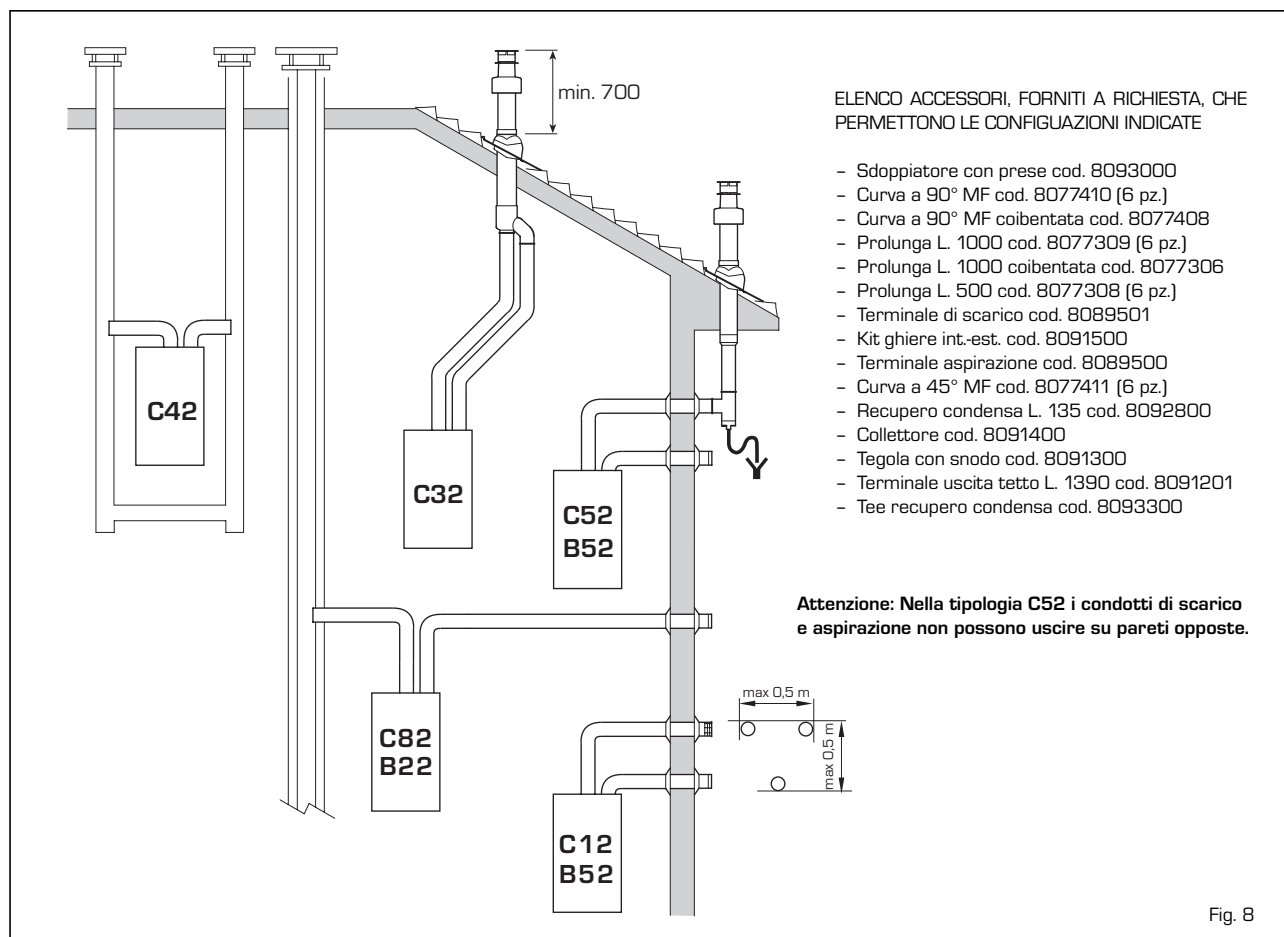 min. 700
ELENCO ACCESSORI, FORNITI A RICHIESTA, CHE
PERMETTONO LE CONFIGUAZIONI INDICATE
– Sdoppiatore con prese cod. 8093000
– Curva a 90° MF cod. 8077410 (6 pz.)
– Curva a 90° MF coibentata cod. 8077408
– Prolunga L. 1000 cod. 8077309 (6 pz.)
– Prolunga L. 1000 coibentata cod. 8077306
– Prolunga L. 500 cod. 8077308 (6 pz.)
– Terminale di scarico cod. 8089501
– Kit ghiere int.-est. cod. 8091500
– Terminale aspirazione cod. 8089500
– Curva a 45° MF cod. 8077411 (6 pz.)
– Recupero condensa L. 135 cod. 8092800
– Collettore cod. 8091400
– Tegola con snodo cod. 8091300
– Terminale uscita tetto L. 1390 cod. 8091201
– Tee recupero condensa cod. 8093300
C42
C32
C52
B52
Attenzione: Nella tipologia C52 i condotti di scarico
e aspirazione non possono uscire su pareti opposte.
C82
B22
max 0,5 m
max 0,5 m
C12
B52
Fig. 8